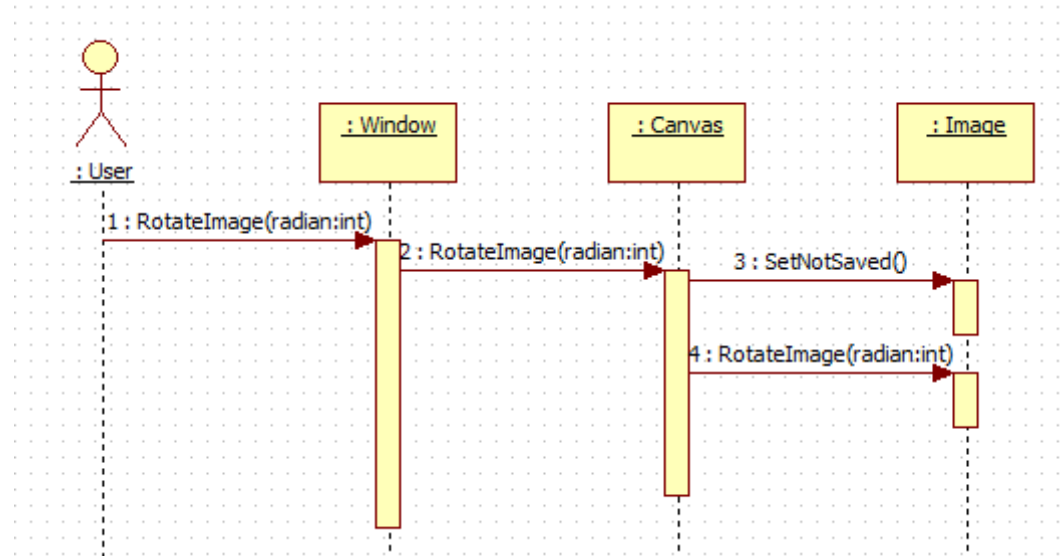 : User
: Window
: Canvas
: Image
1 : RotateImage(radian:int)
2 : RotateImage(radian:int)
3 : SetNotSaved()
4 : RotateImage(radian:int)